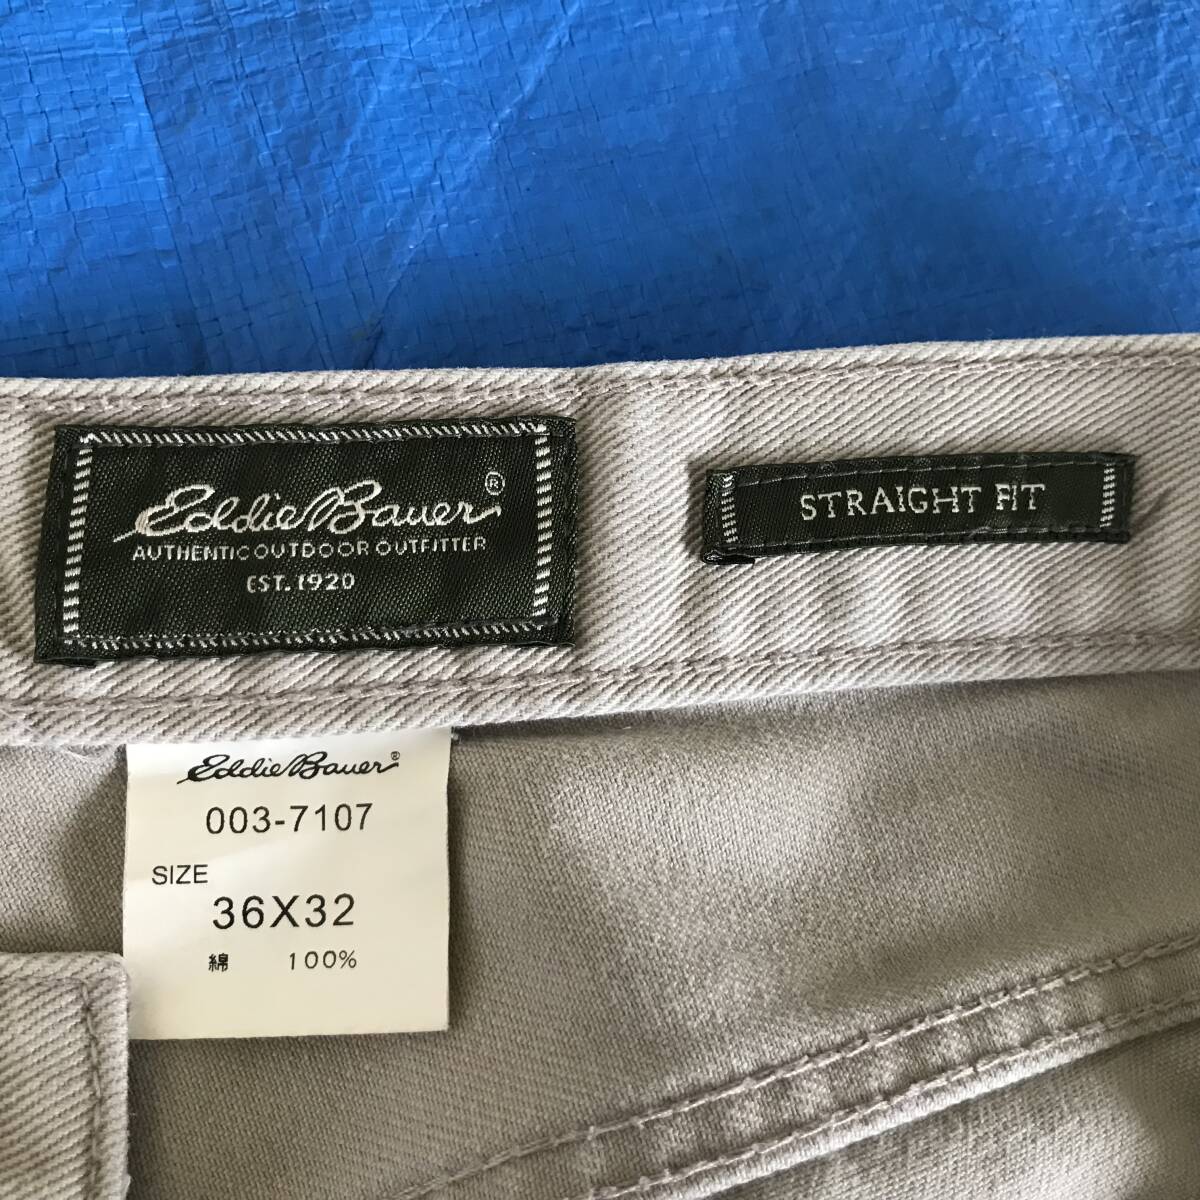 Eddie Bauer®
AUTHENTIC OUTDOOR OUTFITTER
EST. 1920
STRAIGHT FIT
Eddie Bauer®
003-7107
SIZE
36X32
綿 100%